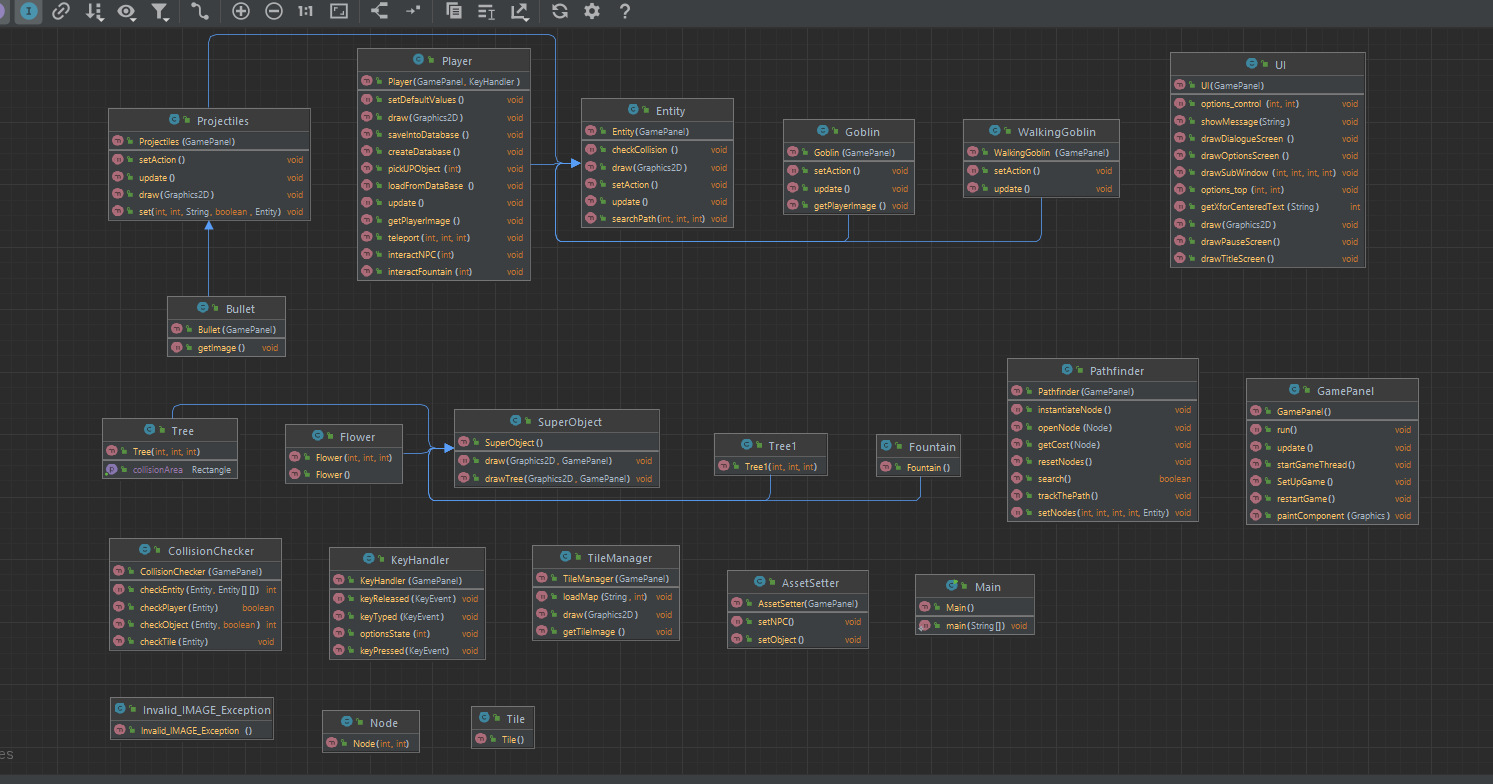 I
1:1
?
Projectiles
Projectiles (GamePanel)
setAction () void
update () void
draw(Graphics2D) void
set(int, int, String, boolean , Entity) void
Player
Player(GamePanel, KeyHandler )
setDefaultValues () void
draw(Graphics2D) void
saveIntoDatabase () void
createDatabase () void
pickUPObject (int) void
loadFromDataBase () void
update () void
getPlayerImage () void
teleport(int, int, int) void
interactNPC(int) void
interactFountain (int) void
Entity
Entity(GamePanel)
checkCollision () void
draw(Graphics2D ) void
setAction () void
update () void
searchPath(int, int, int) void
Goblin
Goblin (GamePanel)
setAction () void
update () void
getPlayerImage () void
WalkingGoblin
WalkingGoblin (GamePanel)
setAction () void
update () void
UI
UI(GamePanel)
options_control (int, int) void
showMessage(String) void
drawDialogueScreen () void
drawOptionsScreen () void
drawSubWindow (int, int, int, int) void
options_top (int, int) void
getXforCenteredText (String) int
draw(Graphics2D) void
drawPauseScreen() void
drawTitleScreen () void
Bullet
Bullet (GamePanel)
getImage () void
Tree
Tree(int, int, int)
collisionArea Rectangle
Flower
Flower (int, int, int)
Flower ()
SuperObject
SuperObject ()
draw(Graphics2D , GamePanel) void
drawTree(Graphics2D , GamePanel) void
Tree1
Tree1(int, int, int)
Fountain
Fountain ()
Pathfinder
Pathfinder(GamePanel)
instantiateNode () void
openNode (Node) void
getCost(Node) void
resetNodes() void
search() boolean
trackThePath() void
setNodes(int, int, int, int, Entity) void
GamePanel
GamePanel()
run() void
update () void
startGameThread() void
SetUpGame () void
restartGame() void
paintComponent (Graphics ) void
CollisionChecker
CollisionChecker (GamePanel)
checkEntity (Entity, Entity[] []) int
checkPlayer (Entity) boolean
checkObject (Entity, boolean ) int
checkTile (Entity) void
KeyHandler
KeyHandler (GamePanel)
keyReleased (KeyEvent ) void
keyTyped (KeyEvent ) void
optionsState (int) void
keyPressed(KeyEvent) void
TileManager
TileManager(GamePanel)
loadMap (String , int) void
draw(Graphics2D ) void
getTileImage () void
AssetSetter
AssetSetter(GamePanel)
setNPC() void
setObject () void
Main
Main()
main(String []) void
Invalid_IMAGE_Exception
Invalid_IMAGE_Exception ()
Node
Node(int, int)
Tile
Tile()
es